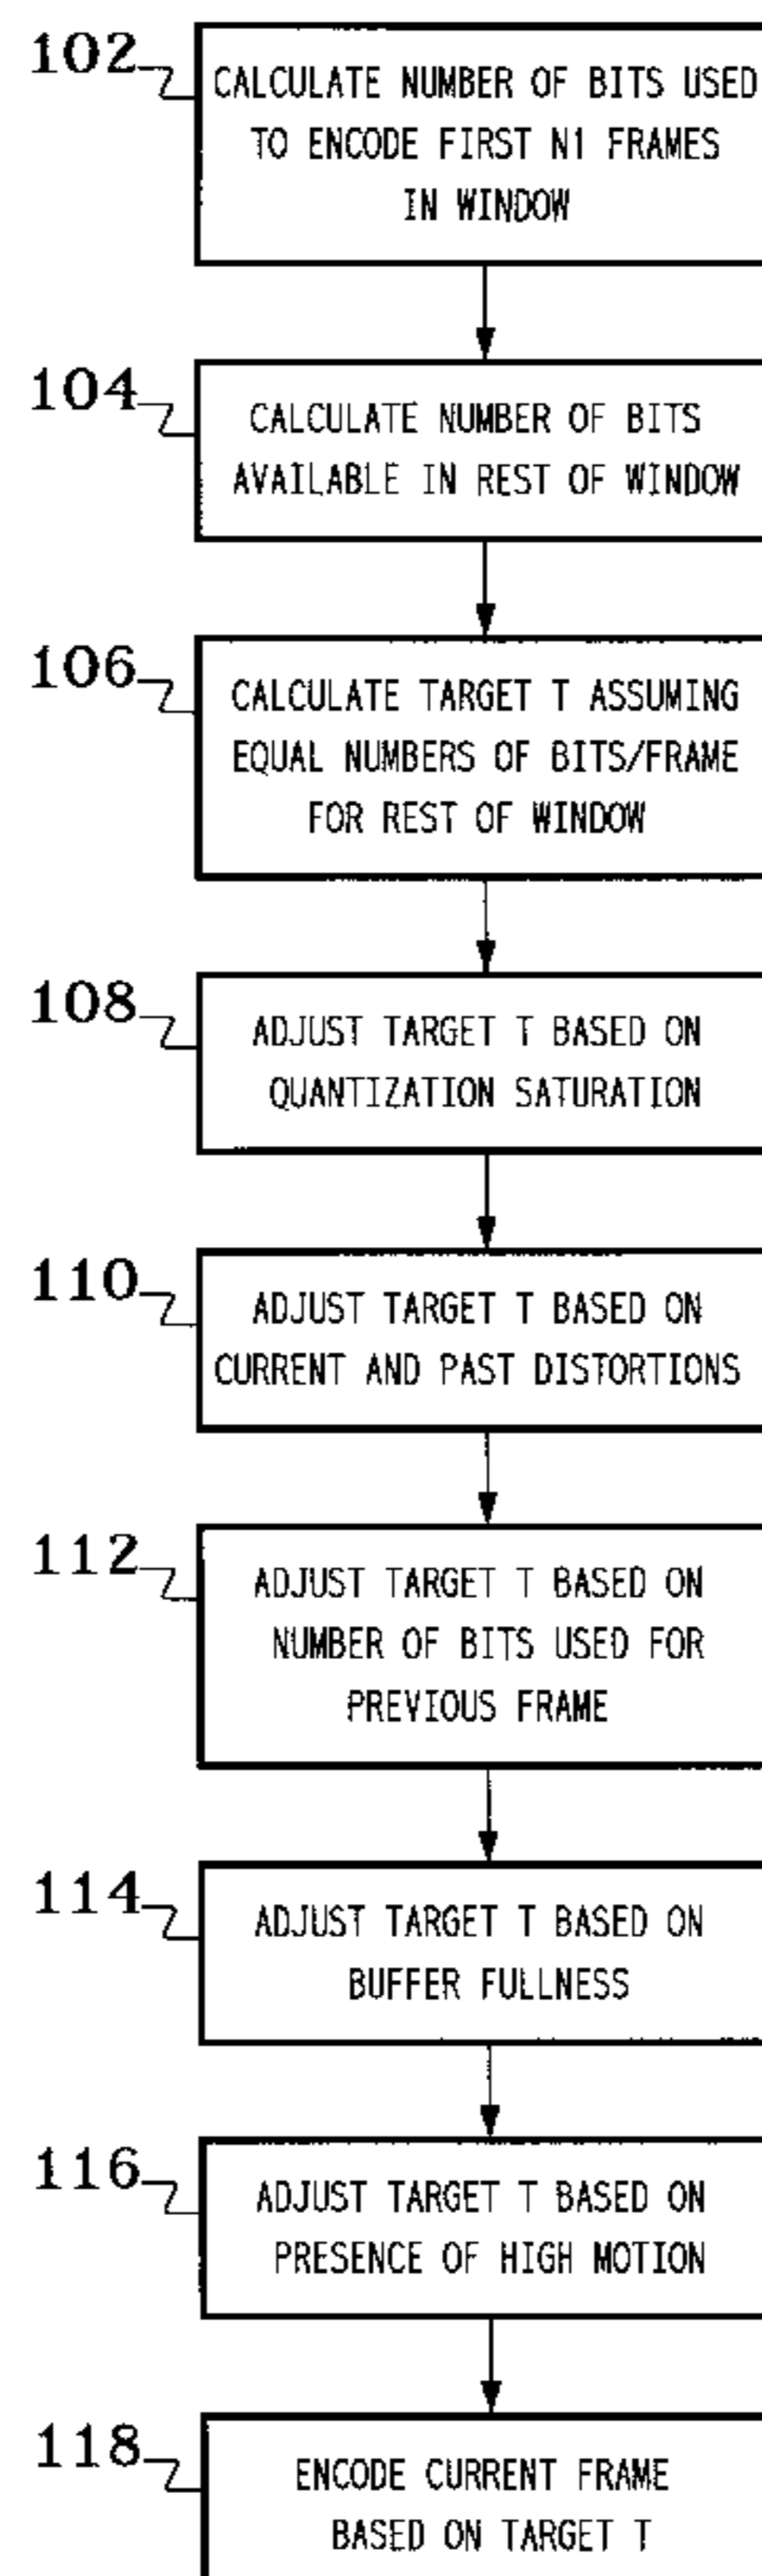 102
CALCULATE NUMBER OF BITS USED
TO ENCODE FIRST N1 FRAMES
IN WINDOW
104
CALCULATE NUMBER OF BITS
AVAILABLE IN REST OF WINDOW
106
CALCULATE TARGET T ASSUMING
EQUAL NUMBERS OF BITS/FRAME
FOR REST OF WINDOW
108
ADJUST TARGET T BASED ON
QUANTIZATION SATURATION
110
ADJUST TARGET T BASED ON
CURRENT AND PAST DISTORTIONS
112
ADJUST TARGET T BASED ON
NUMBER OF BITS USED FOR
PREVIOUS FRAME
114
ADJUST TARGET T BASED ON
BUFFER FULLNESS
116
ADJUST TARGET T BASED ON
PRESENCE OF HIGH MOTION
118
ENCODE CURRENT FRAME
BASED ON TARGET T